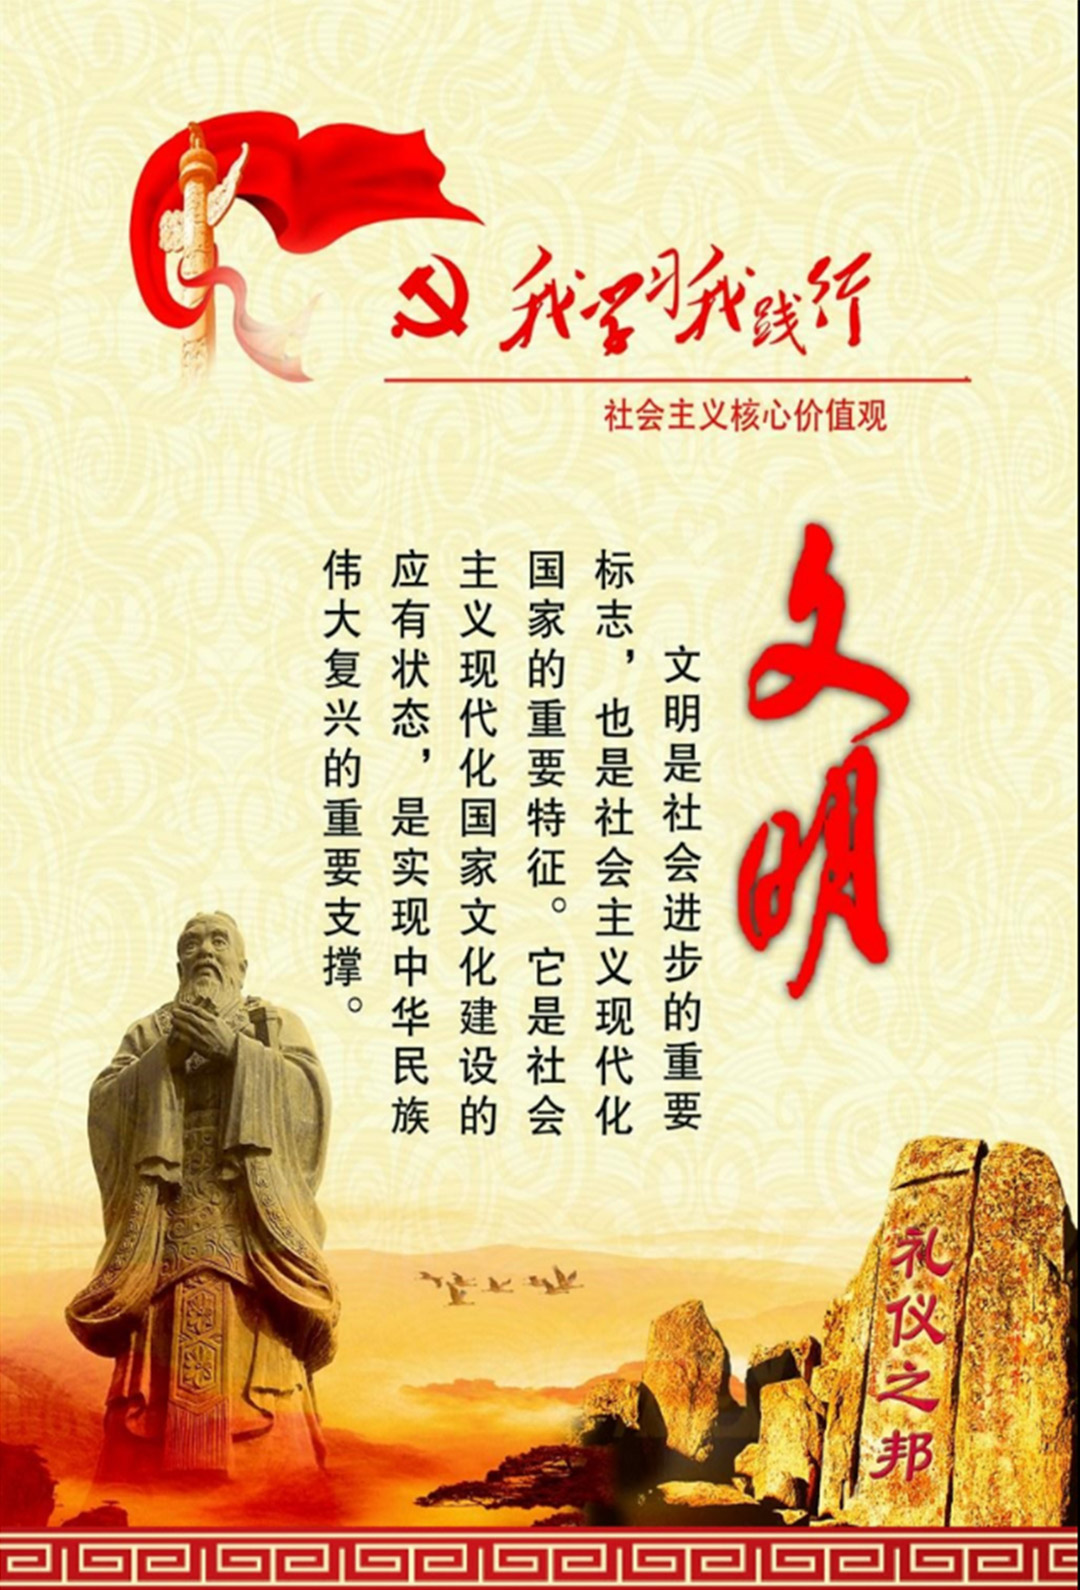 我学习我践行
社会主义核心价值观
文明
文明是社会进步的重要
标志，也是社会主义现代化
国家的重要特征。它是社会
主义现代化国家文化建设的
应有状态，是实现中华民族
伟大复兴的重要支撑。
礼仪之邦